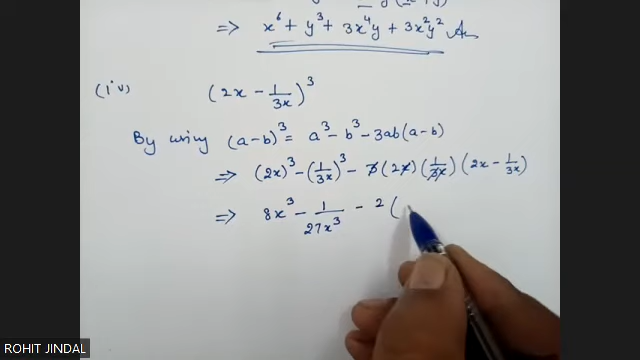 => x⁶ + y³ + 3x⁴y + 3x²y² Ans
(iv) (2x - 1/3x)³
By using (a-b)³ = a³ - b³ - 3ab(a-b)
=> (2x)³ - (1/3x)³ - 3(2x)(1/3x)(2x - 1/3x)
=> 8x³ - 1/27x³ - 2(
ROHIT JINDAL